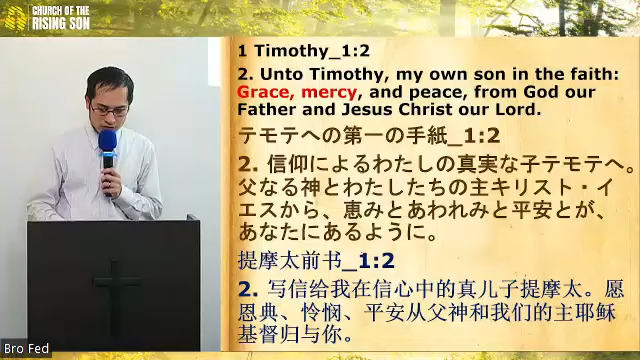 CHURCH OF THE
RISING SON
1 Timothy_1:2
2. Unto Timothy, my own son in the faith:
Grace, mercy, and peace, from God our
Father and Jesus Christ our Lord.
テモテへの第一の手紙_1:2
2. 信仰によるわたしの真実な子テモテへ。
父なる神とわたしたちの主キリスト・イ
エスから、恵みとあわれみと平安とが、
あなたにあるように。
提摩太前书_1:2
2. 写信给我在信心中的真儿子提摩太。愿
恩典、怜悯、平安从父神和我们的主耶稣
基督归与你。
Bro Fed